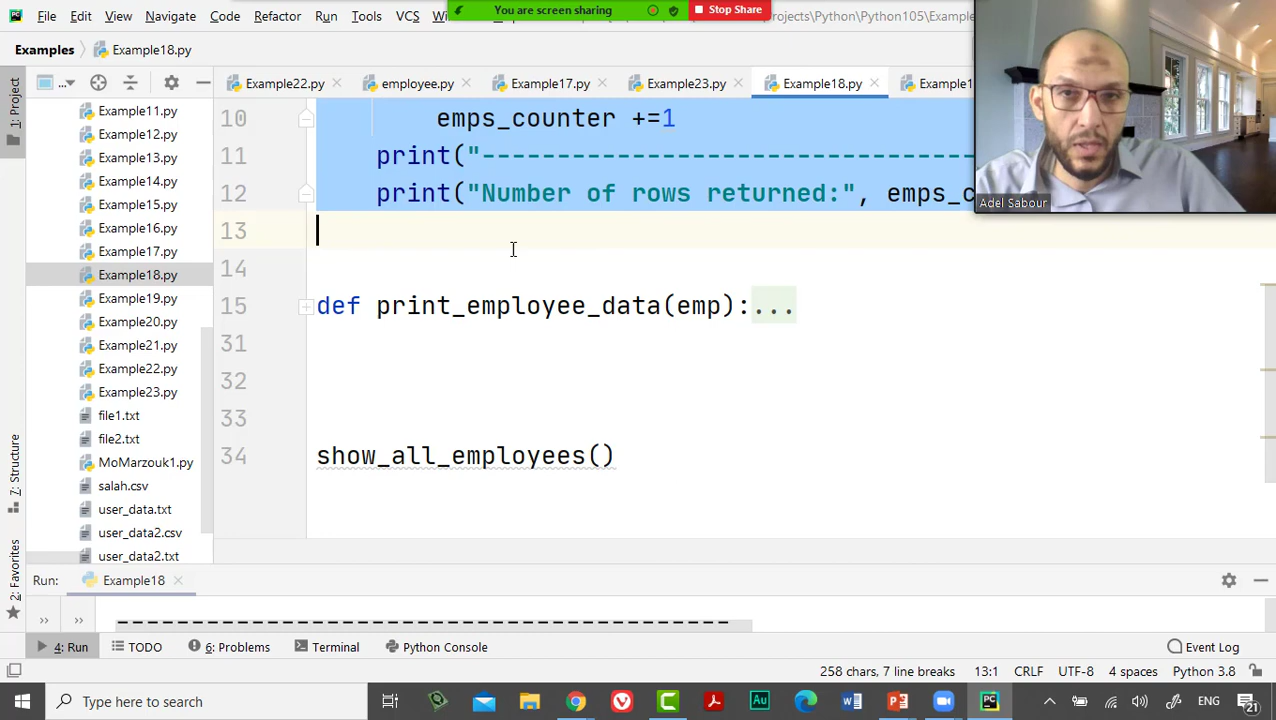 File Edit View Navigate Code Refactor Run Tools VCS
You are screen sharing
Stop Share
Examples Example18.py
Example22.py employee.py Example17.py Example23.py Example18.py
1: Project
Example11.py
Example12.py
Example13.py
Example14.py
Example15.py
Example16.py
Example17.py
Example18.py
Example19.py
Example20.py
Example21.py
Example22.py
Example23.py
file1.txt
file2.txt
MoMarzouk1.py
salah.csv
user_data.txt
user_data2.csv
user_data2.txt
10 emps_counter +=1
11 print("---------------------------------
12 print("Number of rows returned:", emps_c
13
14
15 def print_employee_data(emp):...
31
32
33
34 show_all_employees()
Adel Sabour
7: Structure
2: Favorites
Run: Example18
-----------------------------------------
4: Run TODO 6: Problems Terminal Python Console Event Log
258 chars, 7 line breaks 13:1 CRLF UTF-8 4 spaces Python 3.8
Type here to search
ENG
21